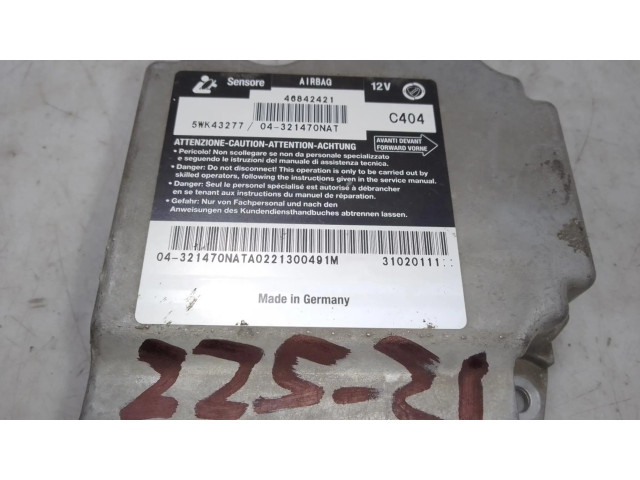 Sensore AIRBAG 12V
46842421
C404
5WK43277 / 04-321470NAT
AVANTI DEVANT
FORWARD VORNE
ATTENZIONE-CAUTION-ATTENTION-ACHTUNG
• Pericolo! Non scollegare se non da personale specializzato
e seguendo le istruzioni del manuale di assistenza tecnica.
• Danger: Do not disconnect! This operation is only to be carried out by
skilled operators, following the instructions given in the service manual.
• Danger: Seul le personel spécialisé est autorisé à débrancher
en se tenant aux instructions du manuel de réparation.
• Gefahr: Nur von Fachpersonal und nach den
Anweisungen des Kundendiensthandbuches abtrennen lassen.
04-321470NATA0221300491M 31020111
Made in Germany
225-21